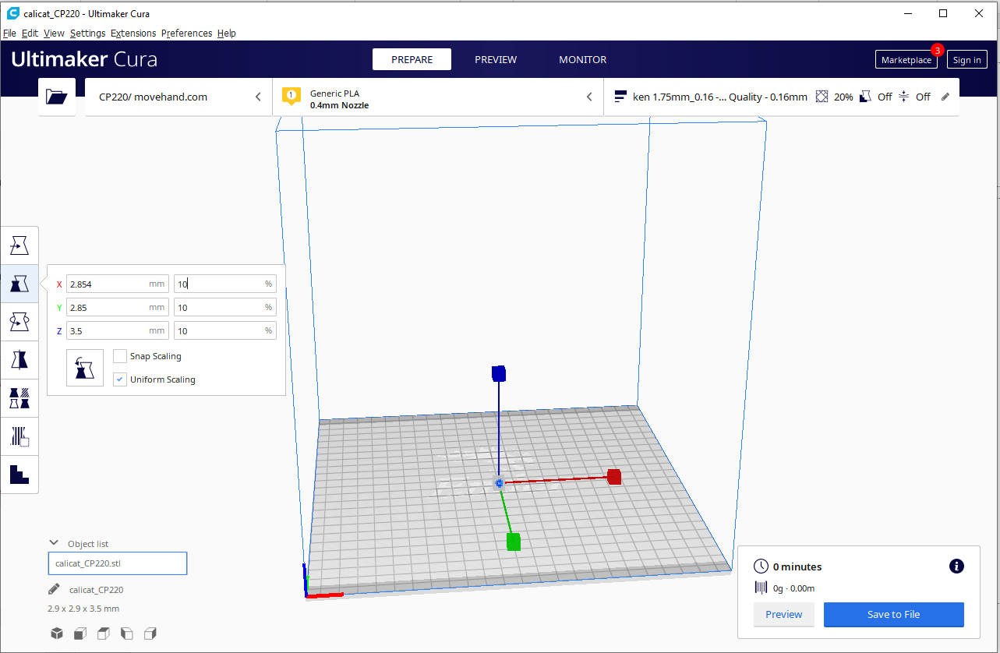 calicat_CP220 - Ultimaker Cura
File Edit View Settings Extensions Preferences Help
Ultimaker Cura
PREPARE
PREVIEW
MONITOR
3
Marketplace
Sign in
CP220/ movehand.com
1
Generic PLA
0.4mm Nozzle
ken 1.75mm_0.16 -... Quality - 0.16mm
20%
Off
Off
X 2.854 mm 10 %
Y 2.85 mm 10 %
Z 3.5 mm 10 %
Snap Scaling
Uniform Scaling
Object list
calicat_CP220.stl
calicat_CP220
2.9 x 2.9 x 3.5 mm
0 minutes
0g · 0.00m
Preview
Save to File